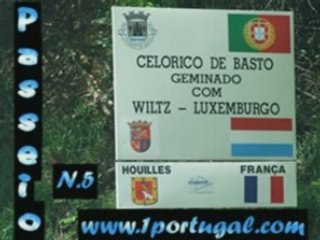 Passeio
N.5
CELORICO DE BASTO
GEMINADO
COM
WILTZ - LUXEMBURGO
HOUILLES FRANÇA
www.1portugal.com